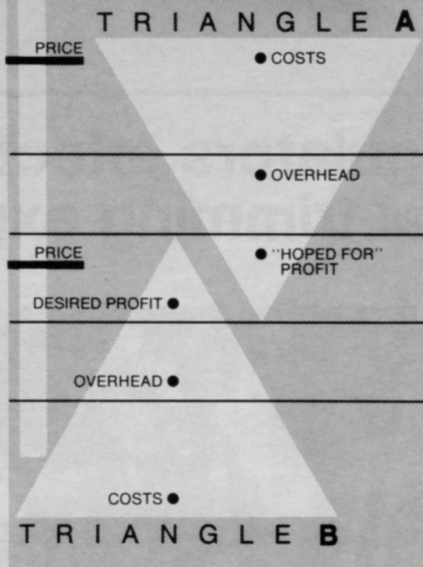 TRIANGLE A
PRICE
COSTS
OVERHEAD
PRICE
"HOPED FOR"
PROFIT
DESIRED PROFIT
OVERHEAD
COSTS
TRIANGLE B